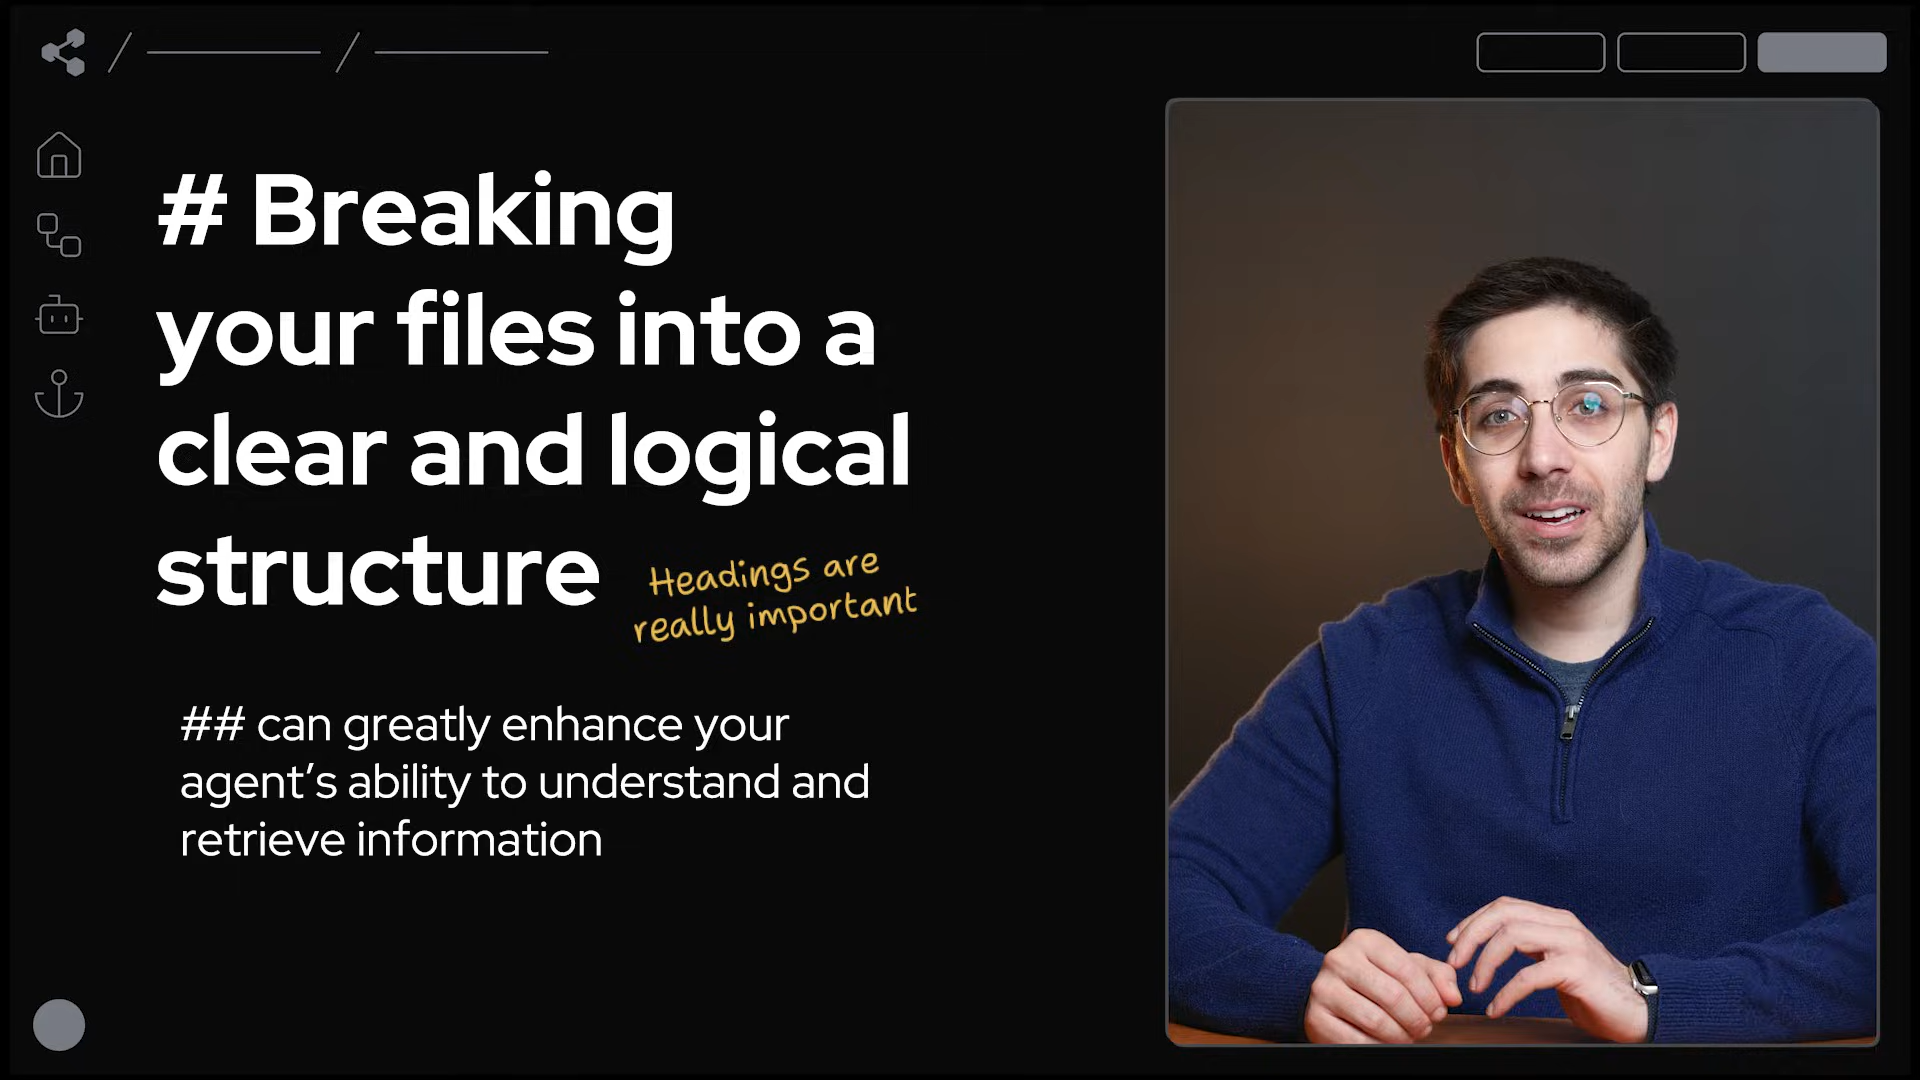 # Breaking
your files into a
clear and logical
structure
Headings are
really important
## can greatly enhance your
agent’s ability to understand and
retrieve information